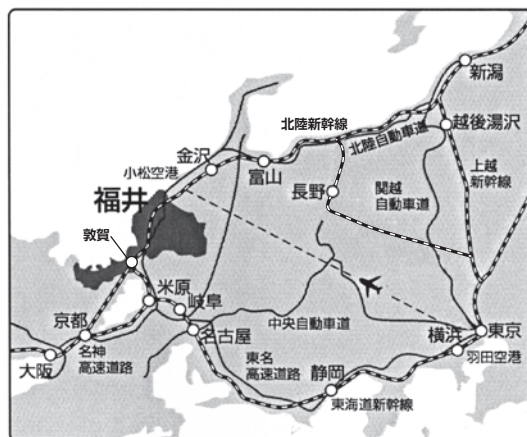 新潟
北陸新幹線
北陸自動車道
越後湯沢
金沢
小松空港
富山
長野
関越
自動車道
上越
新幹線
福井
敦賀
米原
岐阜
京都
名古屋
中央自動車道
横浜
東京
名神
高速道路
大阪
東名
高速道路
静岡
羽田空港
東海道新幹線